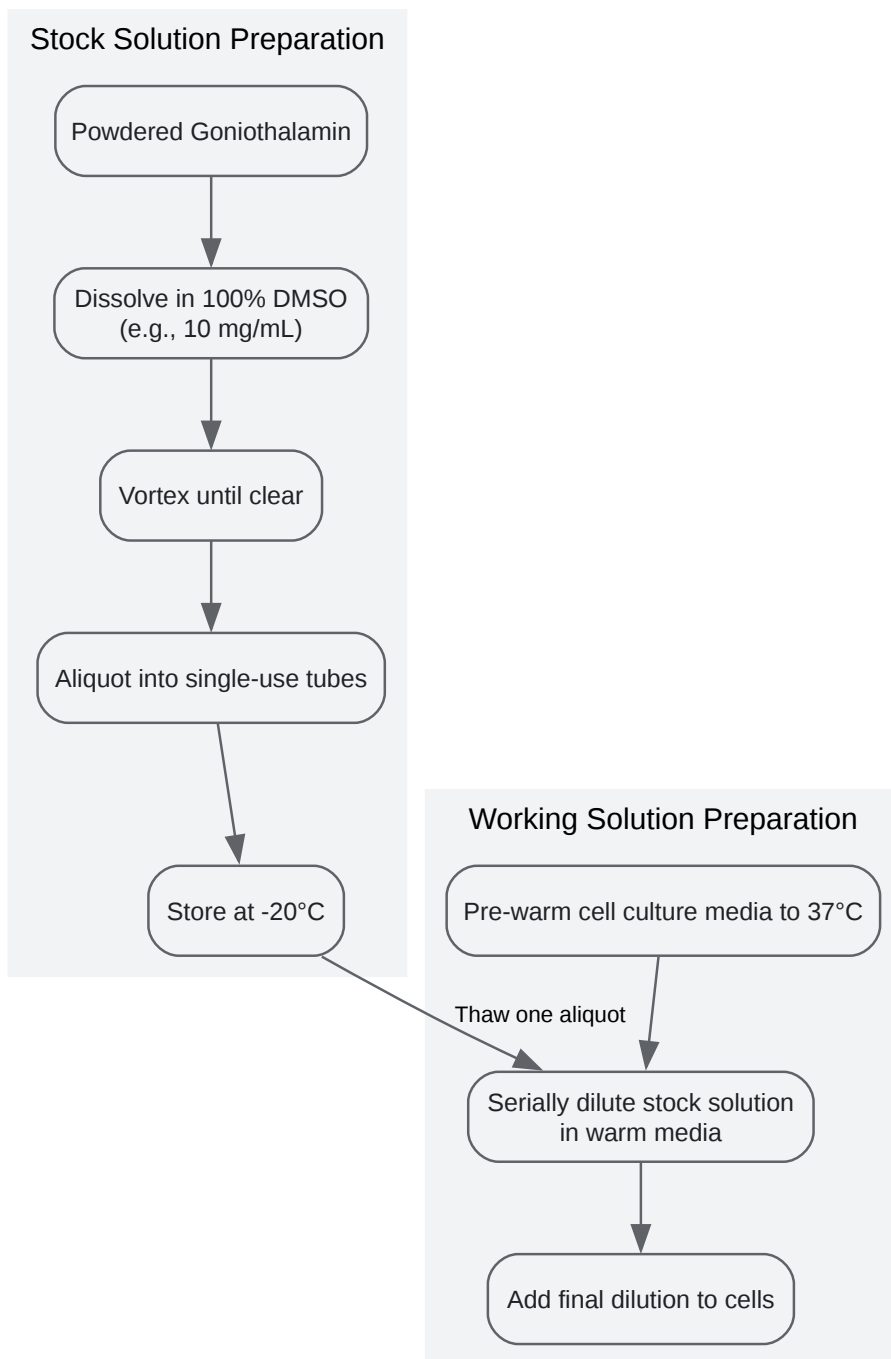 Stock Solution Preparation
Powdered Goniothalamin
Dissolve in 100% DMSO
(e.g., 10 mg/mL)
Vortex until clear
Aliquot into single-use tubes
Store at -20°C
Working Solution Preparation
Pre-warm cell culture media to 37°C
Thaw one aliquot
Serially dilute stock solution
in warm media
Add final dilution to cells